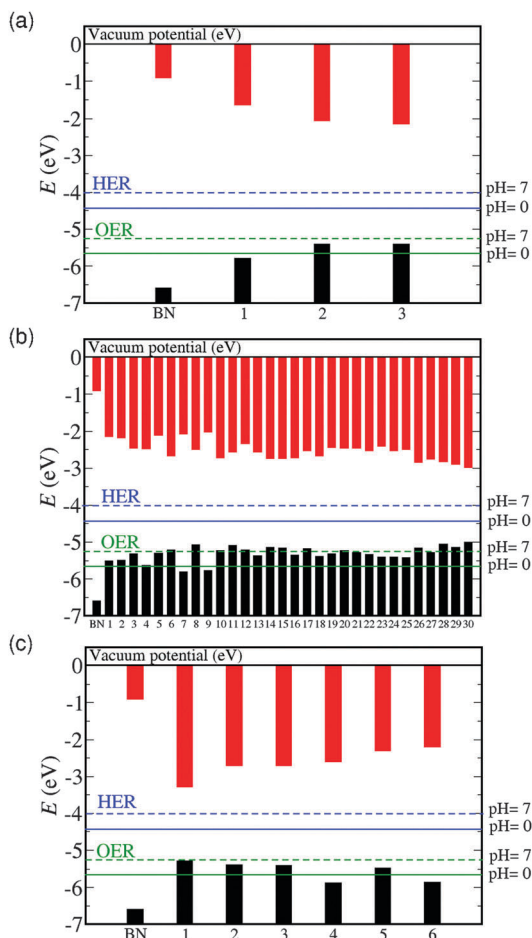 (a)
Vacuum potential (eV)
0
-1
-2
-3
-4
-5
-6
-7
E (eV)
HER
OER
pH= 7
pH= 0
pH= 7
pH= 0
BN 1 2 3
(b)
Vacuum potential (eV)
0
-1
-2
-3
-4
-5
-6
-7
E (eV)
HER
OER
pH= 7
pH= 0
pH= 7
pH= 0
BN 1 2 3 4 5 6 7 8 9 10 11 12 13 14 15 16 17 18 19 20 21 22 23 24 25 26 27 28 29 30
(c)
Vacuum potential (eV)
0
-1
-2
-3
-4
-5
-6
-7
E (eV)
HER
OER
pH= 7
pH= 0
pH= 7
pH= 0
BN 1 2 3 4 5 6